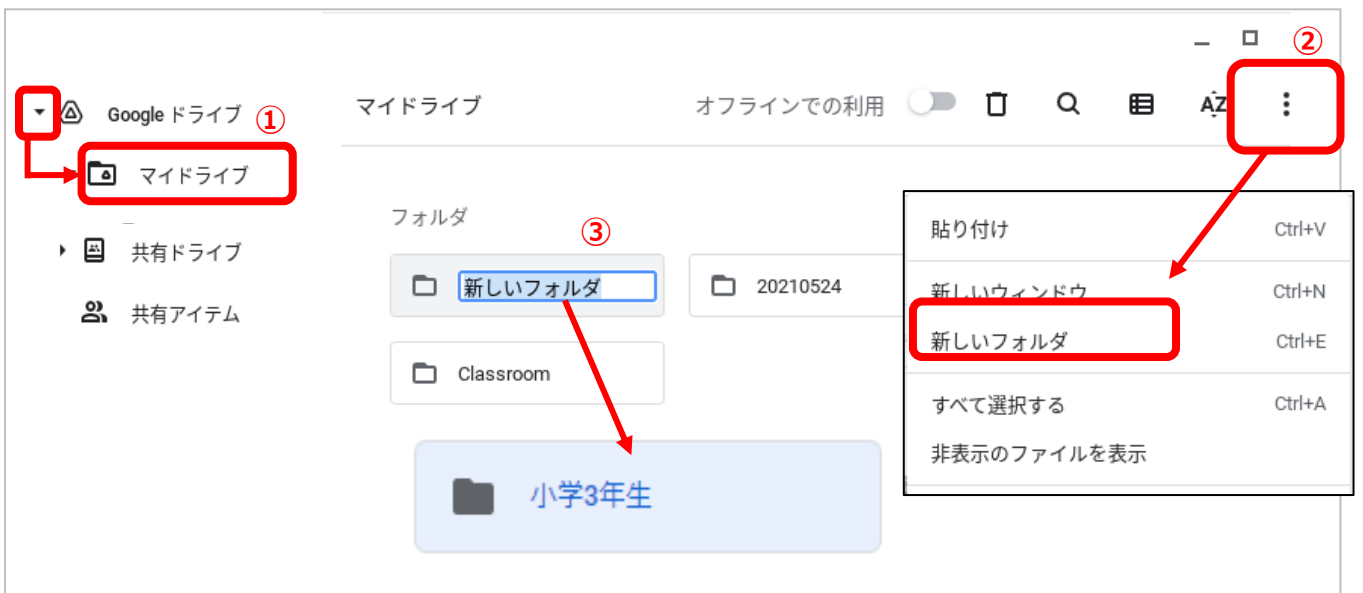 ②
Google ドライブ
①
マイドライブ
オフラインでの利用
AZ
マイドライブ
共有ドライブ
共有アイテム
フォルダ
③
新しいフォルダ
20210524
Classroom
小学3年生
貼り付け Ctrl+V
新しいウィンドウ Ctrl+N
新しいフォルダ Ctrl+E
すべて選択する Ctrl+A
非表示のファイルを表示